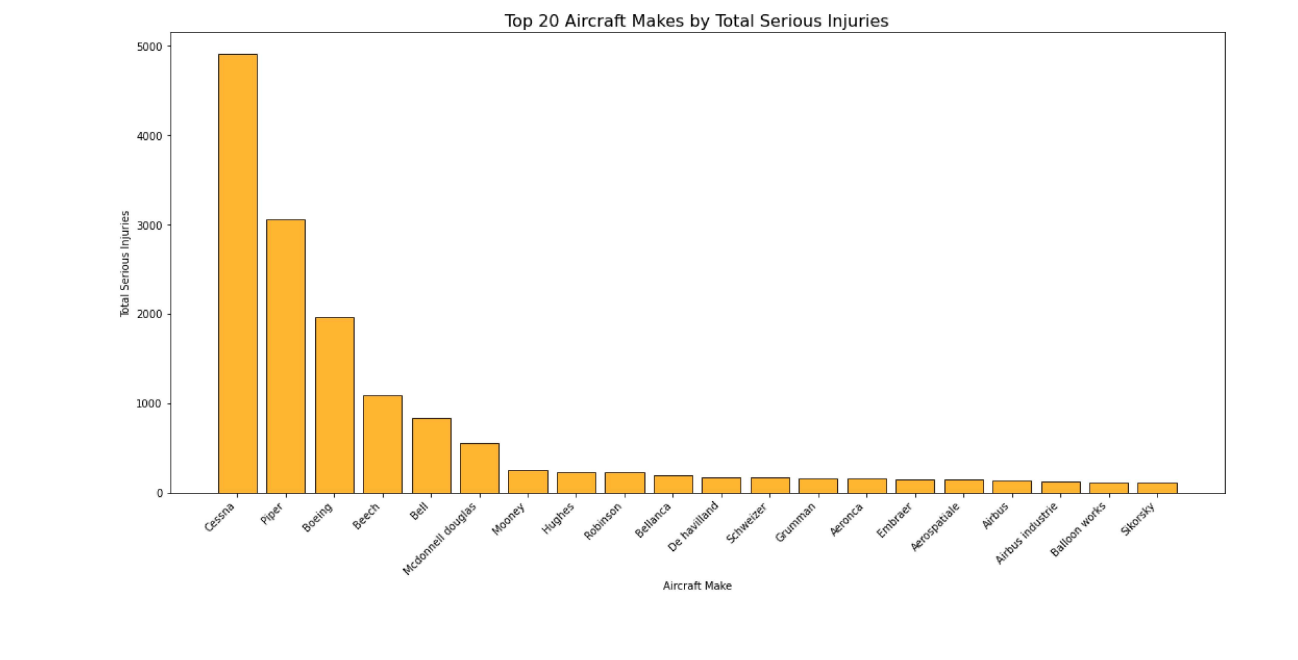 Top 20 Aircraft Makes by Total Serious Injuries
5000
4000
3000
2000
1000
0
Total Serious Injuries
Cessna
Piper
Boeing
Beech
Bell
Mcdonnell douglas
Mooney
Hughes
Robinson
Bellanca
De havilland
Schweizer
Grumman
Aeronca
Embraer
Aerospatiale
Airbus
Airbus industrie
Balloon works
Sikorsky
Aircraft Make